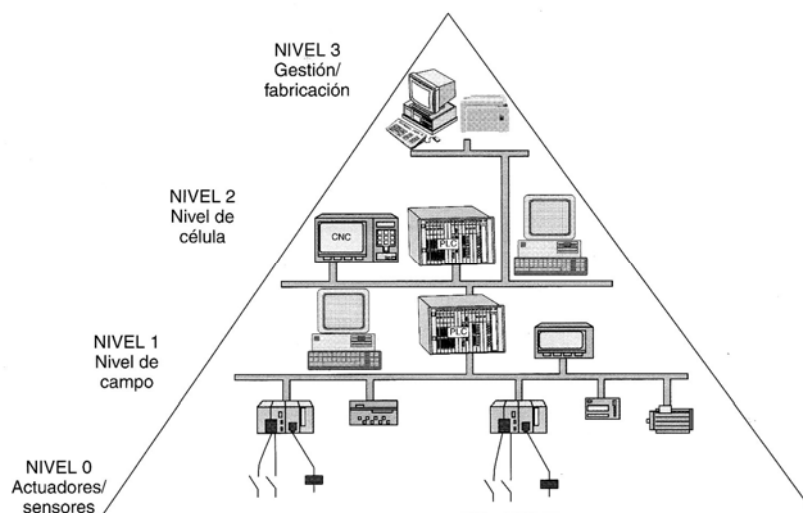 NIVEL 3
Gestión/
fabricación
NIVEL 2
Nivel de
célula
CNC
PLC
NIVEL 1
Nivel de
campo
PLC
NIVEL 0
Actuadores/
sensores